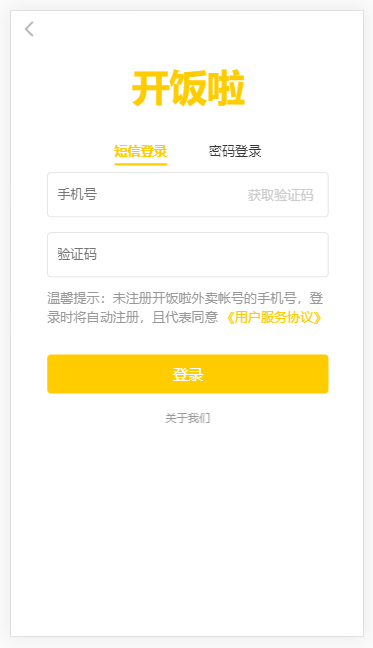 开饭啦
短信登录 密码登录
手机号 获取验证码
验证码
温馨提示：未注册开饭啦外卖帐号的手机号，登
录时将自动注册，且代表同意《用户服务协议》
登录
关于我们